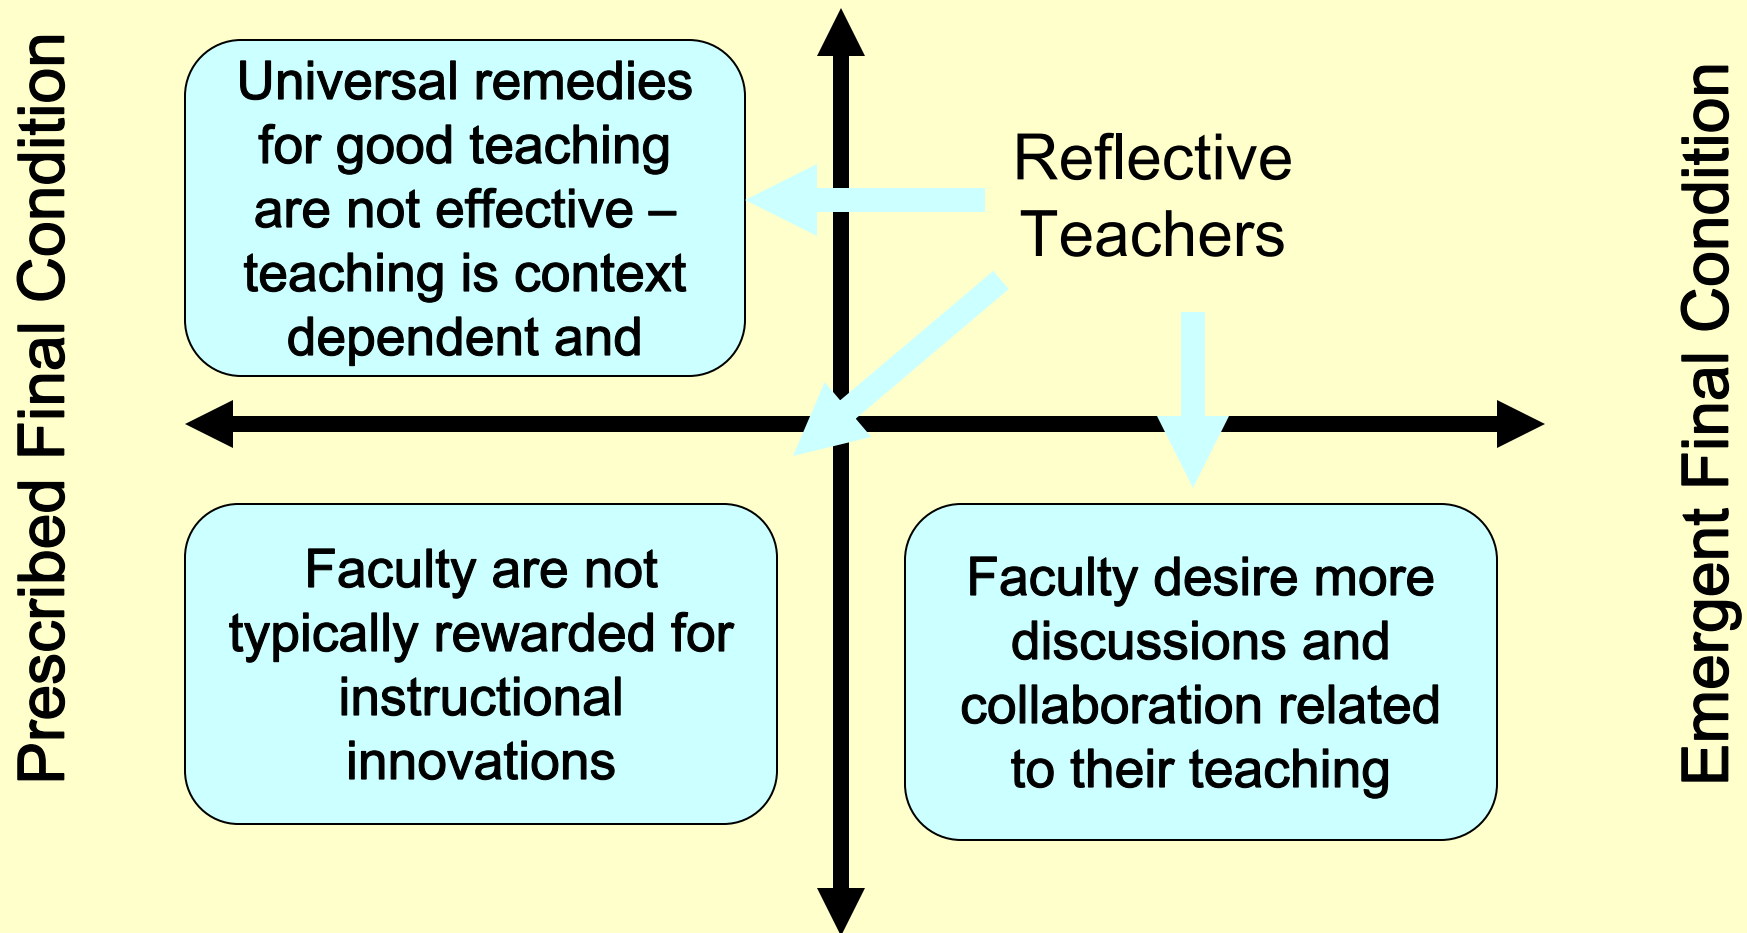 Prescribed Final Condition
Universal remedies
for good teaching
are not effective –
teaching is context
dependent and
Reflective
Teachers
Faculty are not
typically rewarded for
instructional
innovations
Faculty desire more
discussions and
collaboration related
to their teaching
Emergent Final Condition